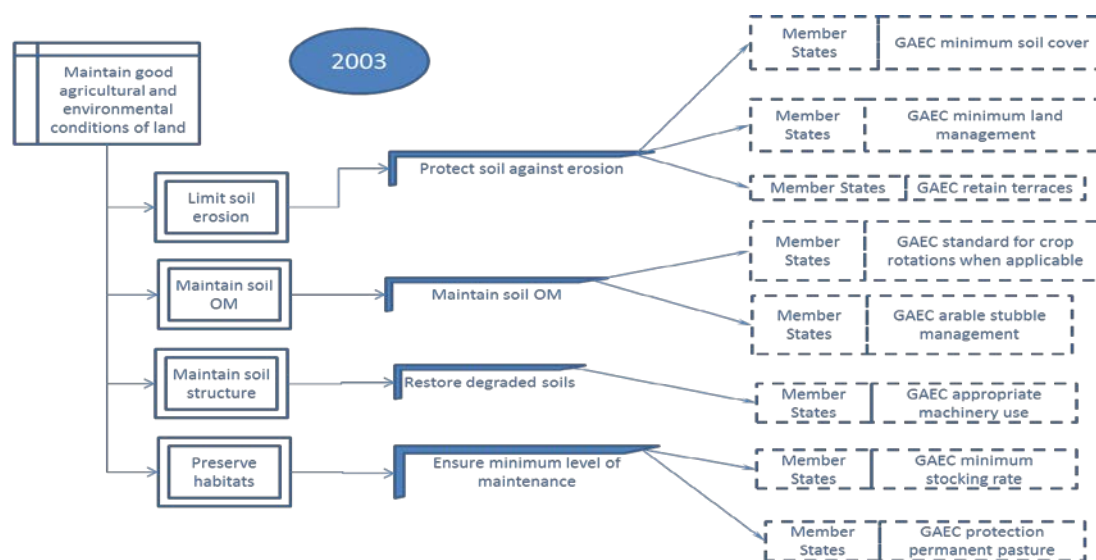 2003
Maintain good
agricultural and
environmental
conditions of land
Limit soil
erosion
Maintain soil
OM
Maintain soil
structure
Preserve
habitats
Protect soil against erosion
Maintain soil OM
Restore degraded soils
Ensure minimum level of
maintenance
Member
States
GAEC minimum soil cover
Member
States
GAEC minimum land
management
Member States
GAEC retain terraces
Member
States
GAEC standard for crop
rotations when applicable
Member
States
GAEC arable stubble
management
Member
States
GAEC appropriate
machinery use
Member
States
GAEC minimum
stocking rate
Member
States
GAEC protection
permanent pasture